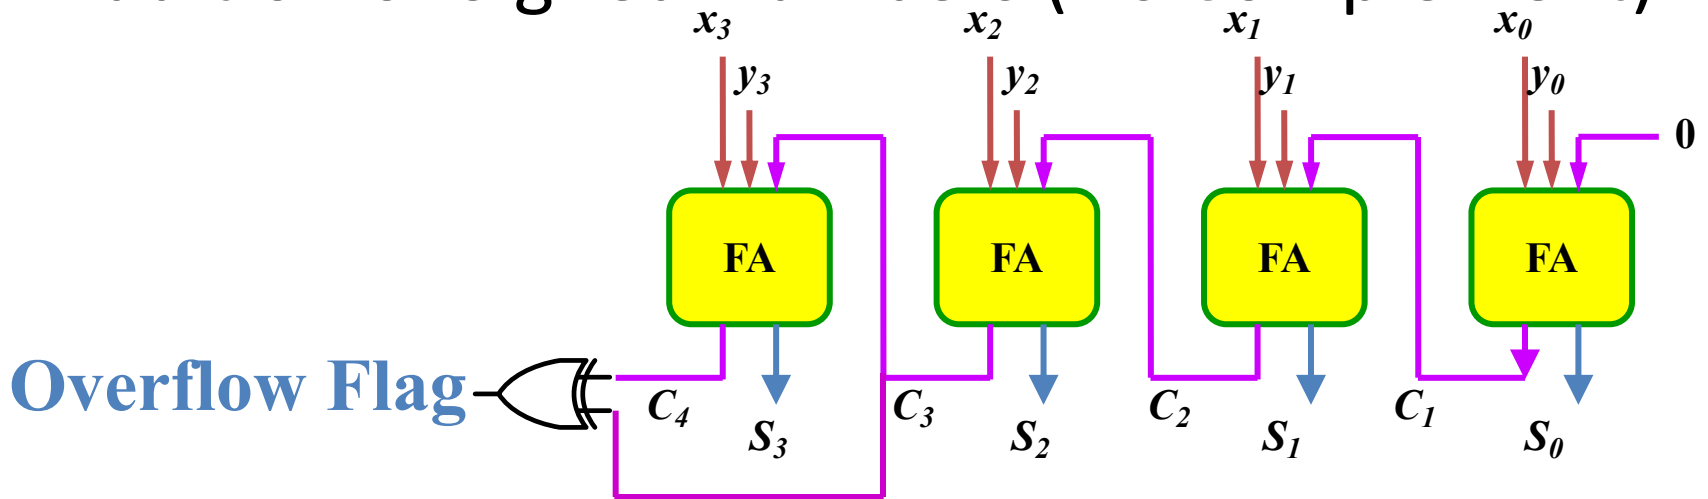 x3 x2 x1 x0
y3 y2 y1 y0
0
FA FA FA FA
Overflow Flag
C4 C3 C2 C1
S3 S2 S1 S0